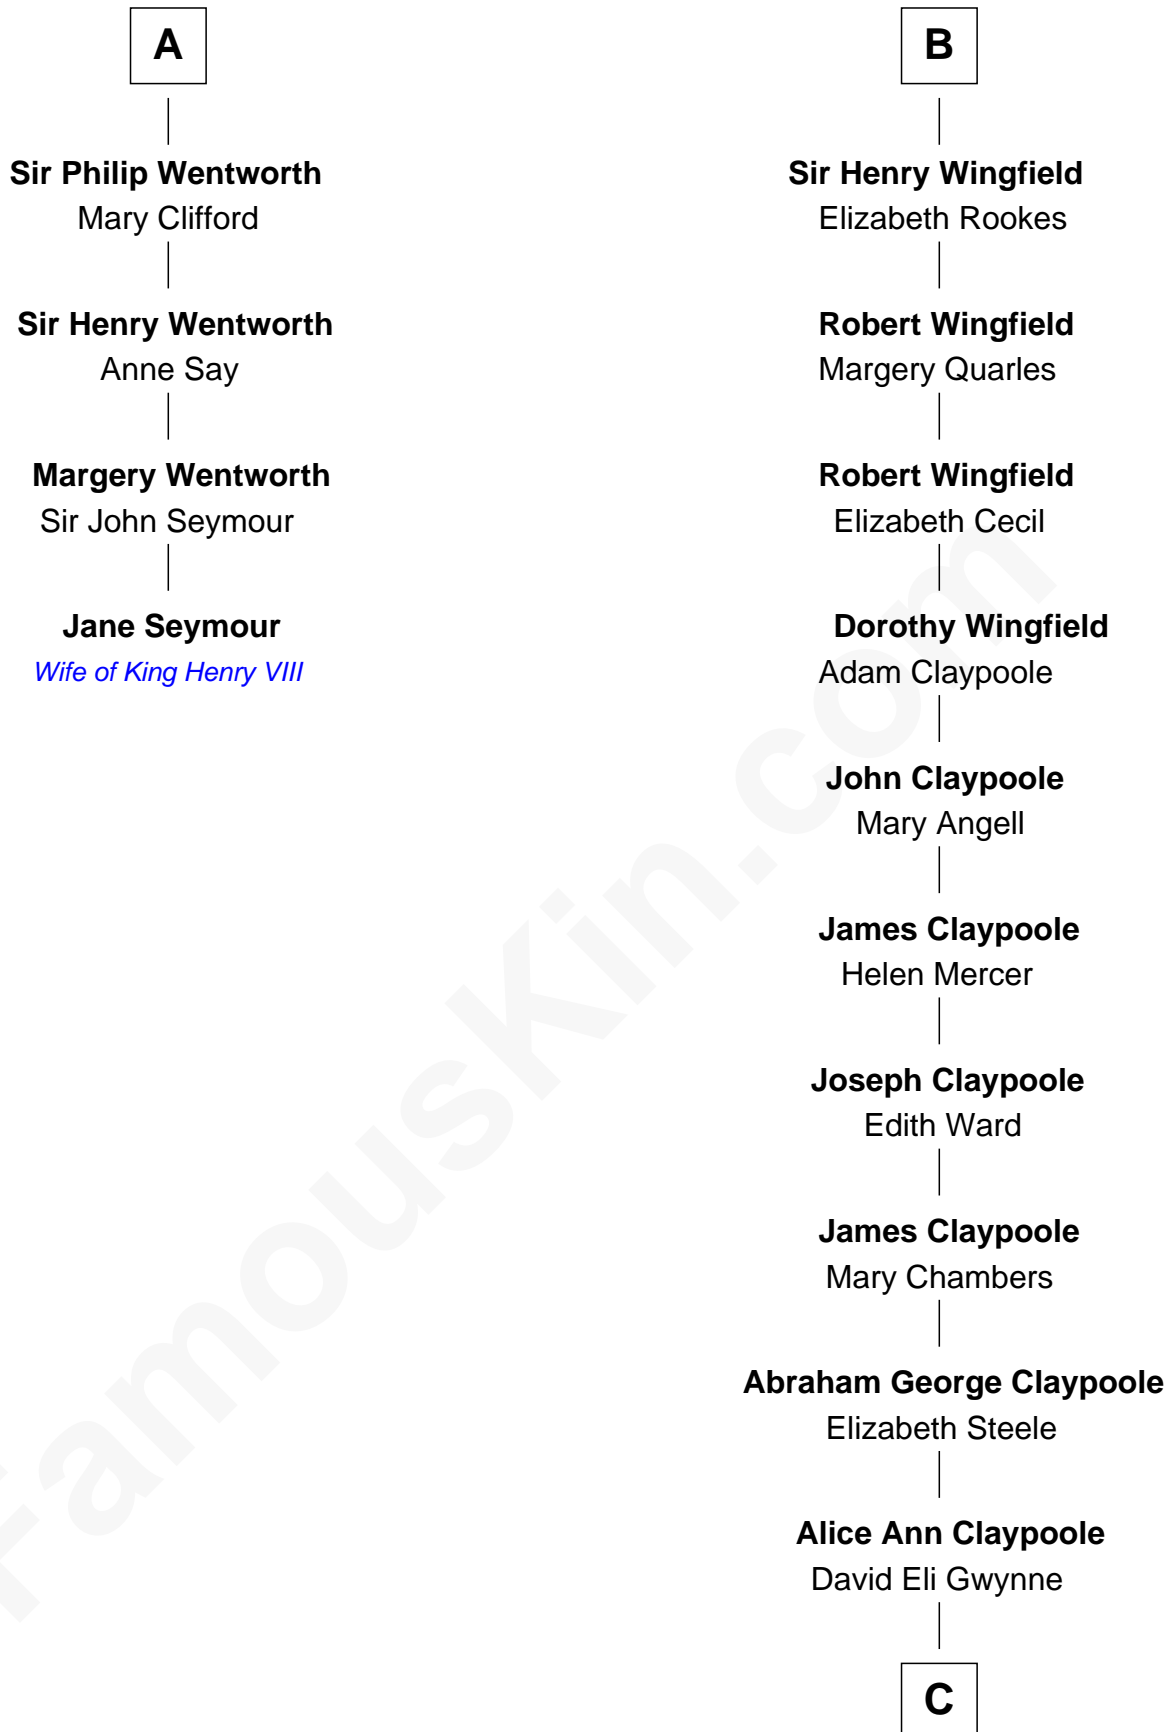 A
Sir Philip Wentworth
Mary Clifford
Sir Henry Wentworth
Anne Say
Margery Wentworth
Sir John Seymour
Jane Seymour
Wife of King Henry VIII
B
Sir Henry Wingfield
Elizabeth Rookes
Robert Wingfield
Margery Quarles
Robert Wingfield
Elizabeth Cecil
Dorothy Wingfield
Adam Claypoole
John Claypoole
Mary Angell
James Claypoole
Helen Mercer
Joseph Claypoole
Edith Ward
James Claypoole
Mary Chambers
Abraham George Claypoole
Elizabeth Steele
Alice Ann Claypoole
David Eli Gwynne
C
FamousKin.com